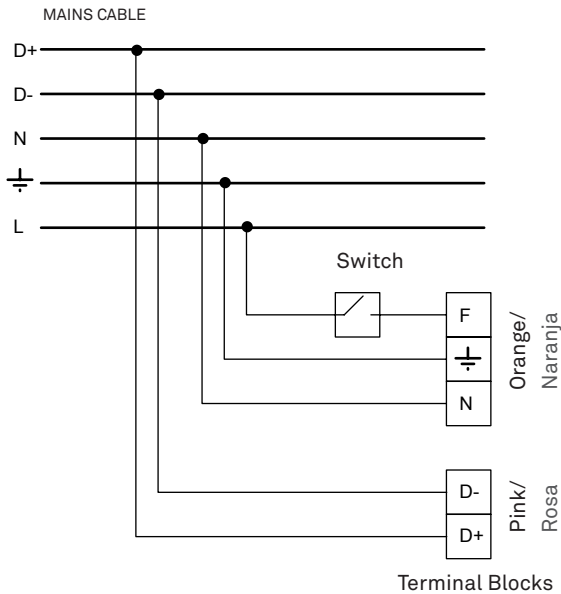 MAINS CABLE
D+
D-
N
L
Switch
F
N
Orange/
Naranja
D-
D+
Pink/
Rosa
Terminal Blocks